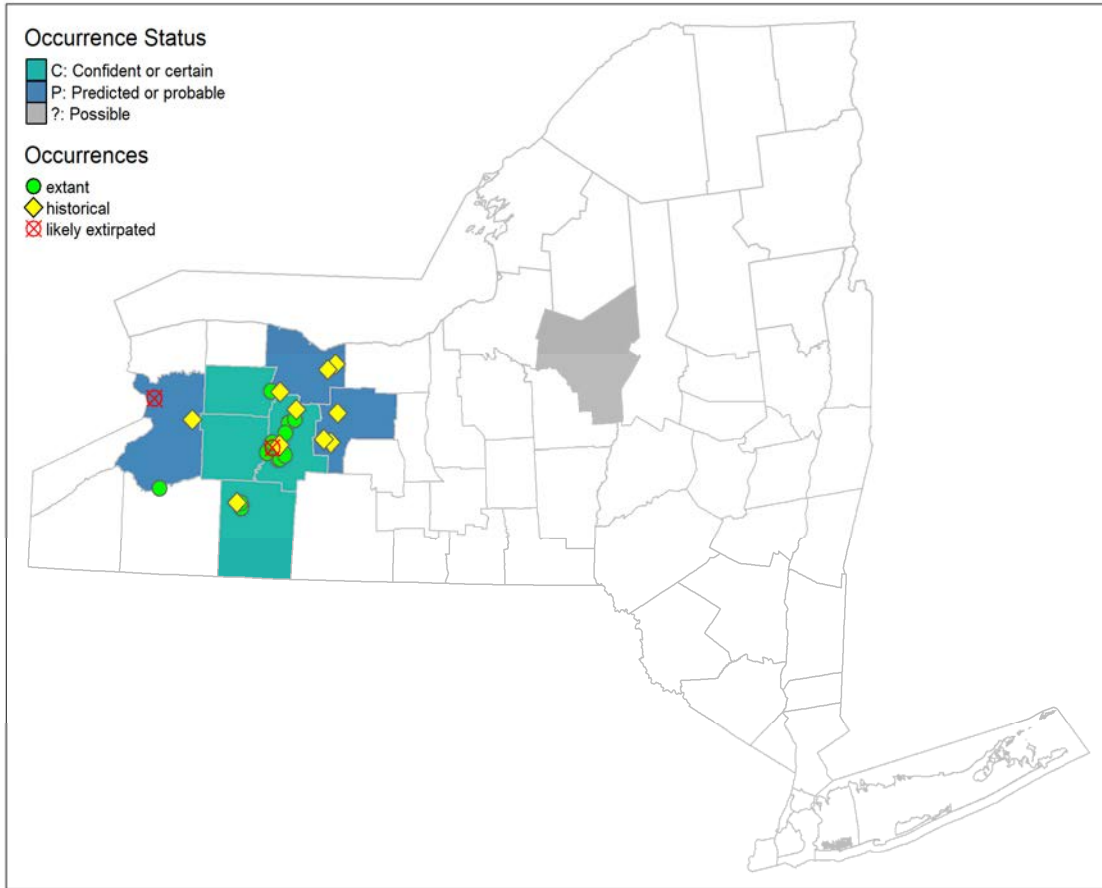 Occurrence Status
C: Confident or certain
P: Predicted or probable
?: Possible
Occurrences
extant
historical
likely extirpated